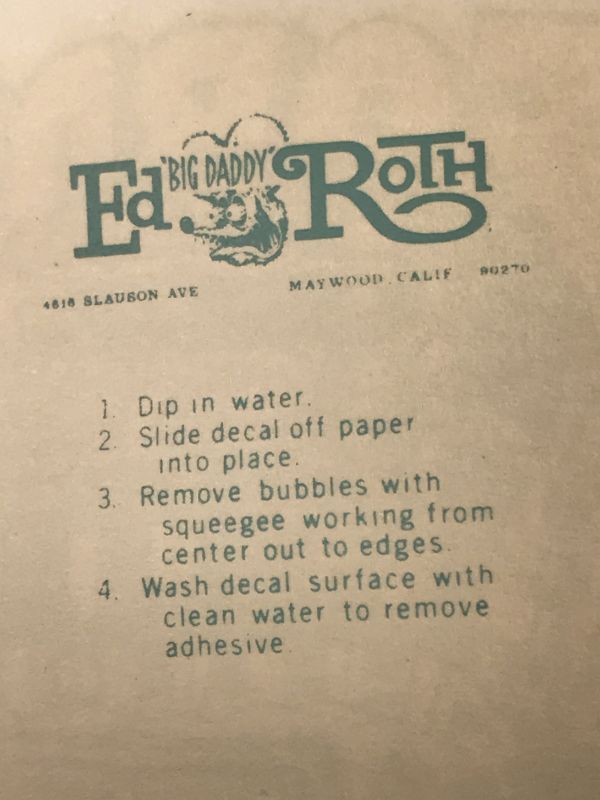 Ed "BIG DADDY" ROTH
4616 SLAUSON AVE MAYWOOD, CALIF 90270
1. Dip in water.
2. Slide decal off paper
into place.
3. Remove bubbles with
squeegee working from
center out to edges.
4. Wash decal surface with
clean water to remove
adhesive.